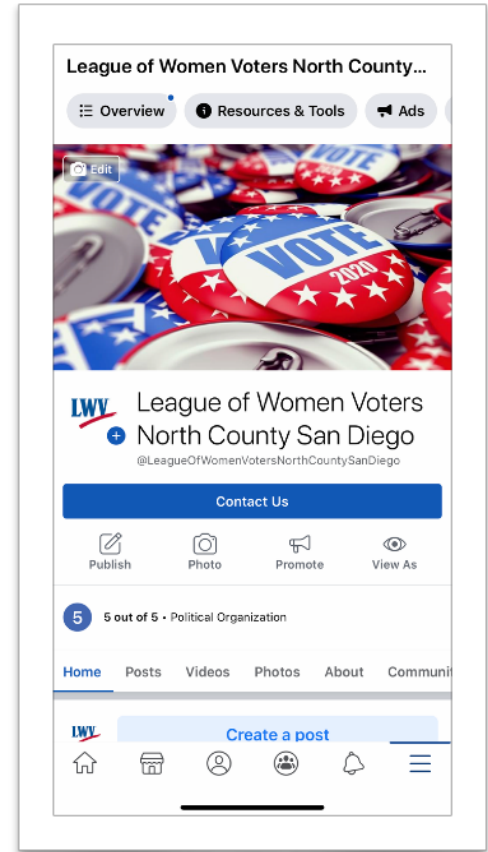 League of Women Voters North County...
Overview
Resources & Tools
Ads
Edit
VOTE
VOTE
VOTE
2020
LWV
League of Women Voters
North County San Diego
@LeagueOfWomenVotersNorthCountySanDiego
Contact Us
Publish
Photo
Promote
View As
5
5 out of 5 • Political Organization
Home
Posts
Videos
Photos
About
Communit
LWV
Create a post